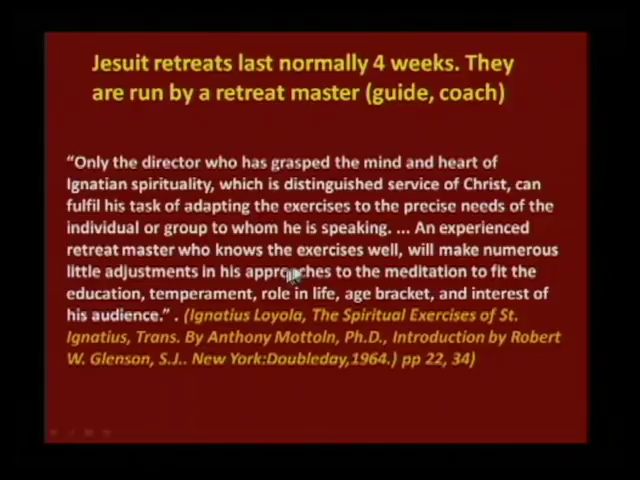 Jesuit retreats last normally 4 weeks. They
are run by a retreat master (guide, coach)
“Only the director who has grasped the mind and heart of
Ignatian spirituality, which is distinguished service of Christ, can
fulfil his task of adapting the exercises to the precise needs of the
individual or group to whom he is speaking. ... An experienced
retreat master who knows the exercises well, will make numerous
little adjustments in his approaches to the meditation to fit the
education, temperament, role in life, age bracket, and interest of
his audience.” . (Ignatius Loyola, The Spiritual Exercises of St.
Ignatius, Trans. By Anthony Mottoln, Ph.D., Introduction by Robert
W. Glenson, S.J.. New York:Doubleday,1964.) pp 22, 34)